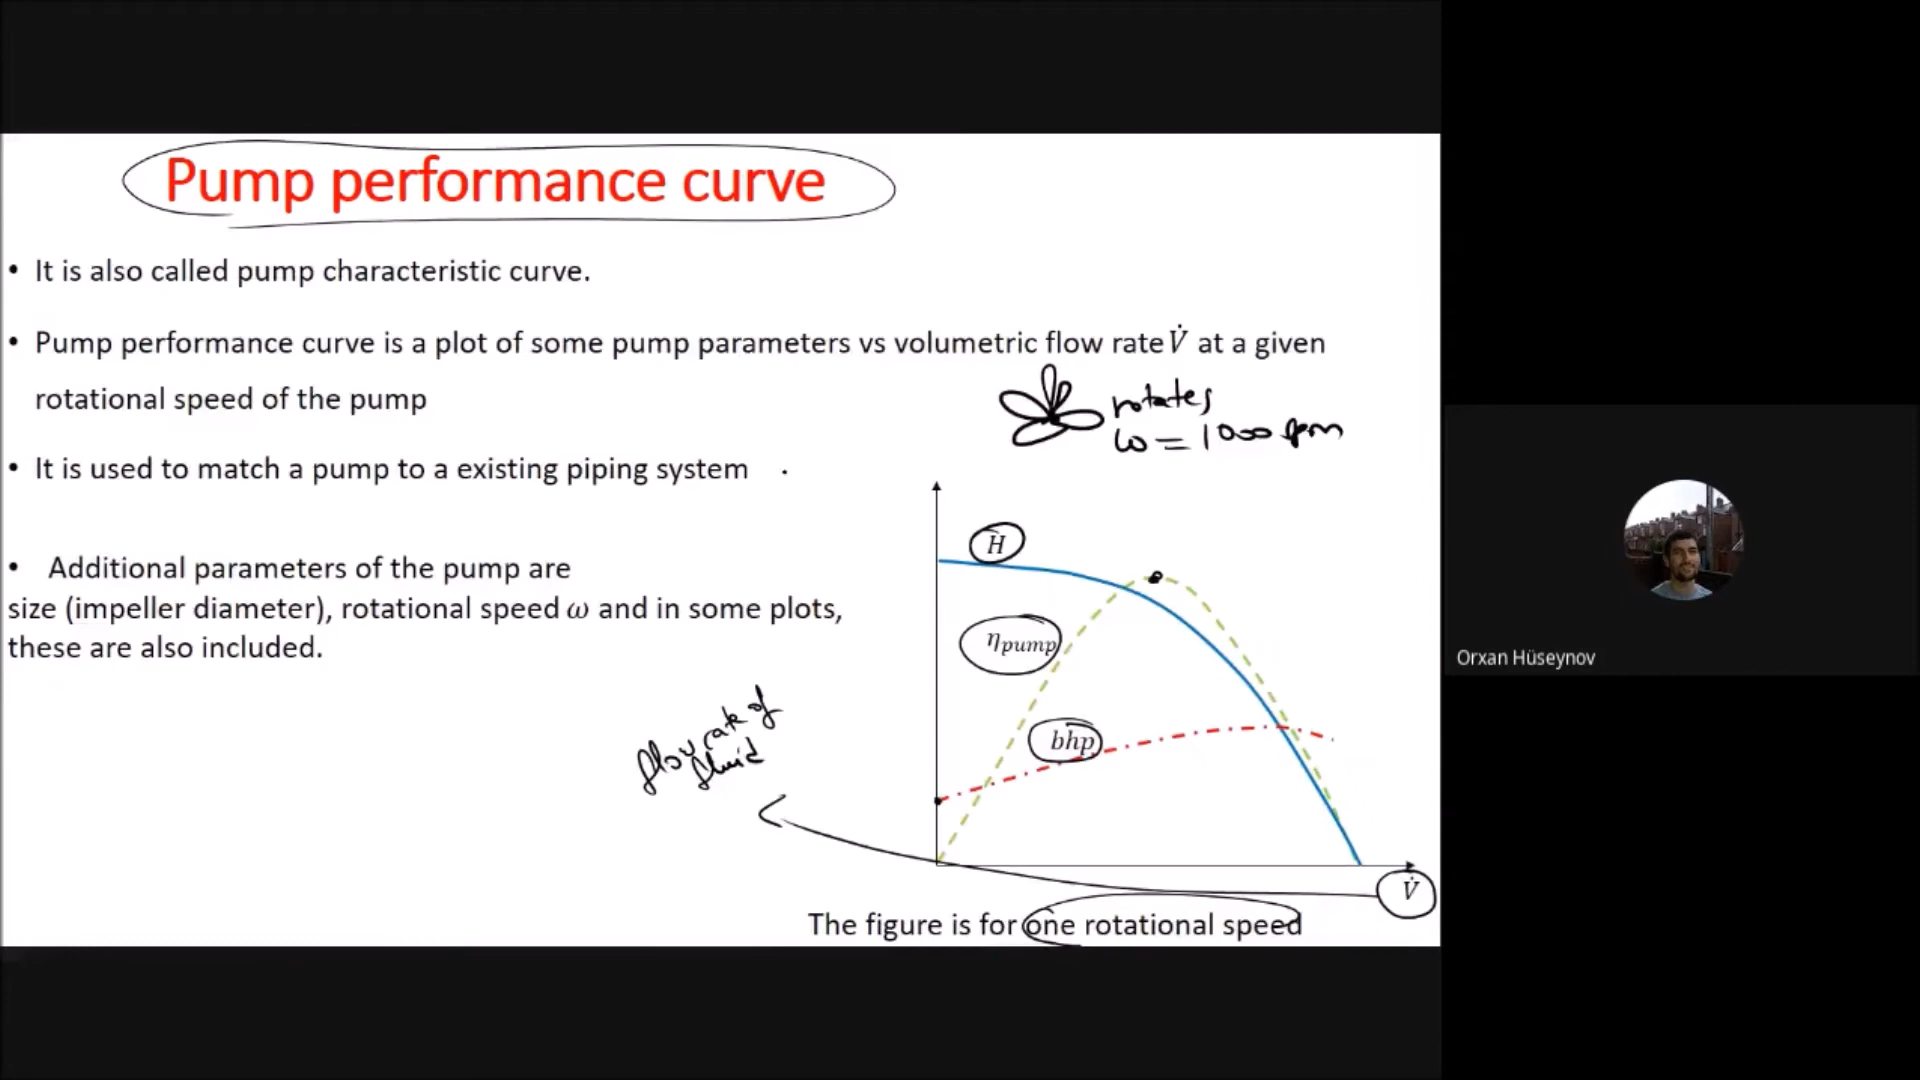 Pump performance curve
• It is also called pump characteristic curve.
• Pump performance curve is a plot of some pump parameters vs volumetric flow rate V̇ at a given
rotational speed of the pump
rotates
ω = 1000 rpm
• It is used to match a pump to a existing piping system
• Additional parameters of the pump are
size (impeller diameter), rotational speed ω and in some plots,
these are also included.
H
η pump
bhp
flow rate of
fluid
V̇
The figure is for one rotational speed
Orxan Hüseynov